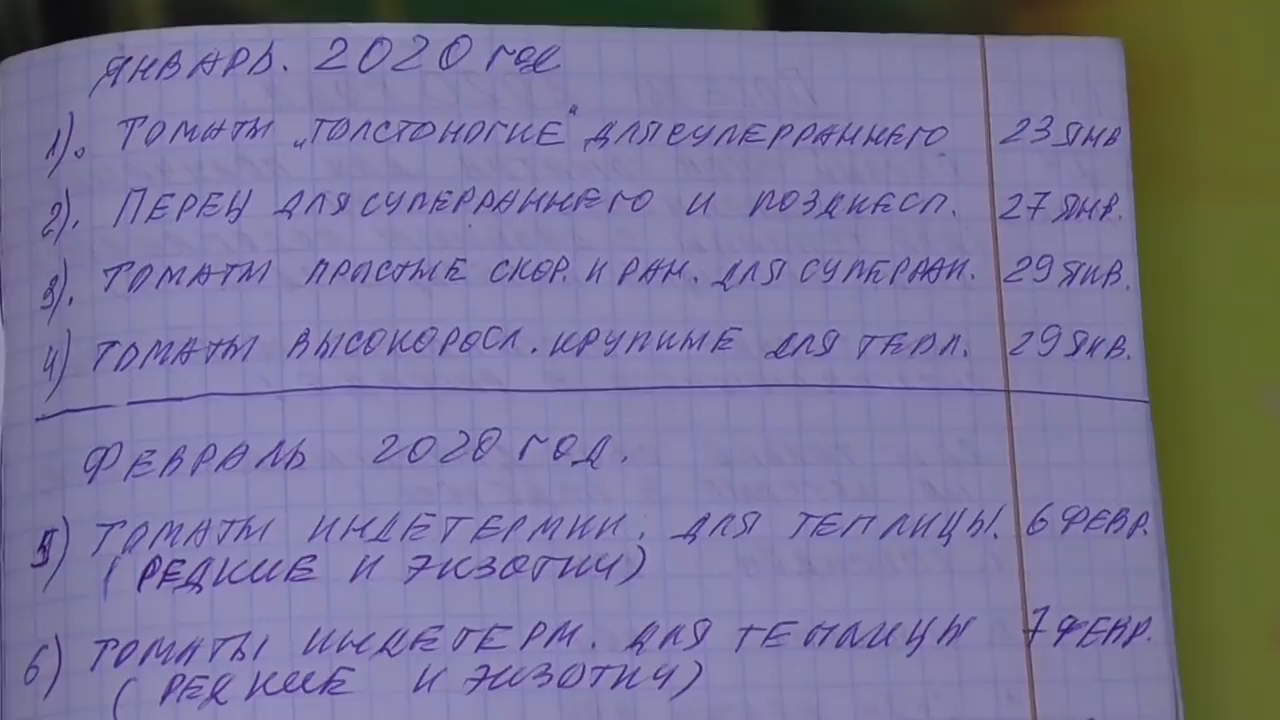 ЯНВАРЬ. 2020 год
1). ТОМАТЫ „ТОЛСТОНОГИЕ“ ДЛЯ СУПЕРРАННЕГО 23 ЯНВ
2). ПЕРЕЦ ДЛЯ СУПЕРРАННЕГО И ПОЗДНЕСП. 27 ЯНВ.
3). ТОМАТЫ ПРОСТЫЕ СКОР. И РАН. ДЛЯ СУПЕРРАН. 29 ЯНВ.
4) ТОМАТЫ ВЫСОКОРОСЛ. КРУПНЫЕ ДЛЯ ТЕПЛ. 29 ЯНВ.
ФЕВРАЛЬ 2020 ГОД.
5) ТОМАТЫ ИНДЕТЕРМИН. ДЛЯ ТЕПЛИЦЫ. 6 ФЕВР.
(РЕДКИЕ И ЭКЗОТИЧ)
6) ТОМАТЫ ИНДЕТЕРМ. ДЛЯ ТЕПЛИЦЫ 7 ФЕВР.
(РЕДКИЕ И ЭКЗОТИЧ)